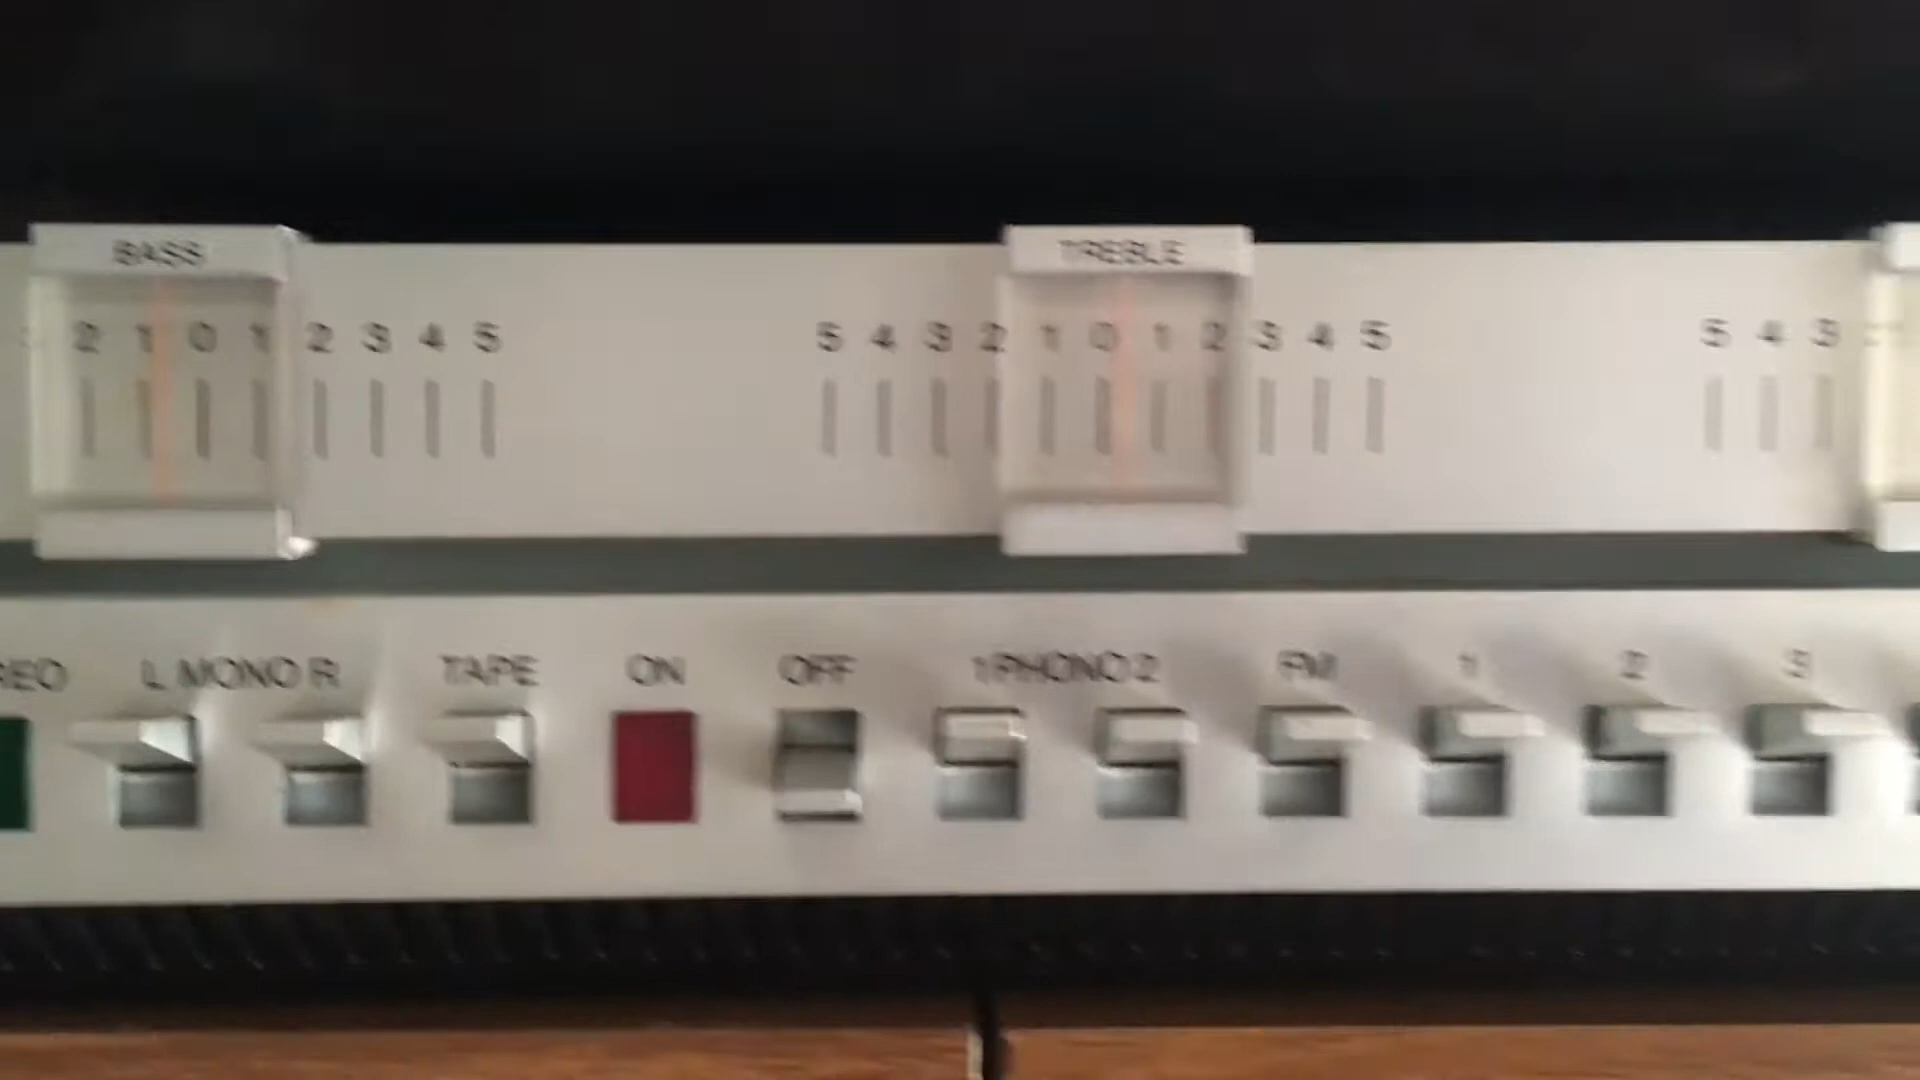 BASS TREBLE
2 1 0 1 2 3 4 5 5 4 3 2 1 0 1 2 3 4 5 5 4 3
L MONO R TAPE ON OFF 1 PHONO 2 FM 1 2 3